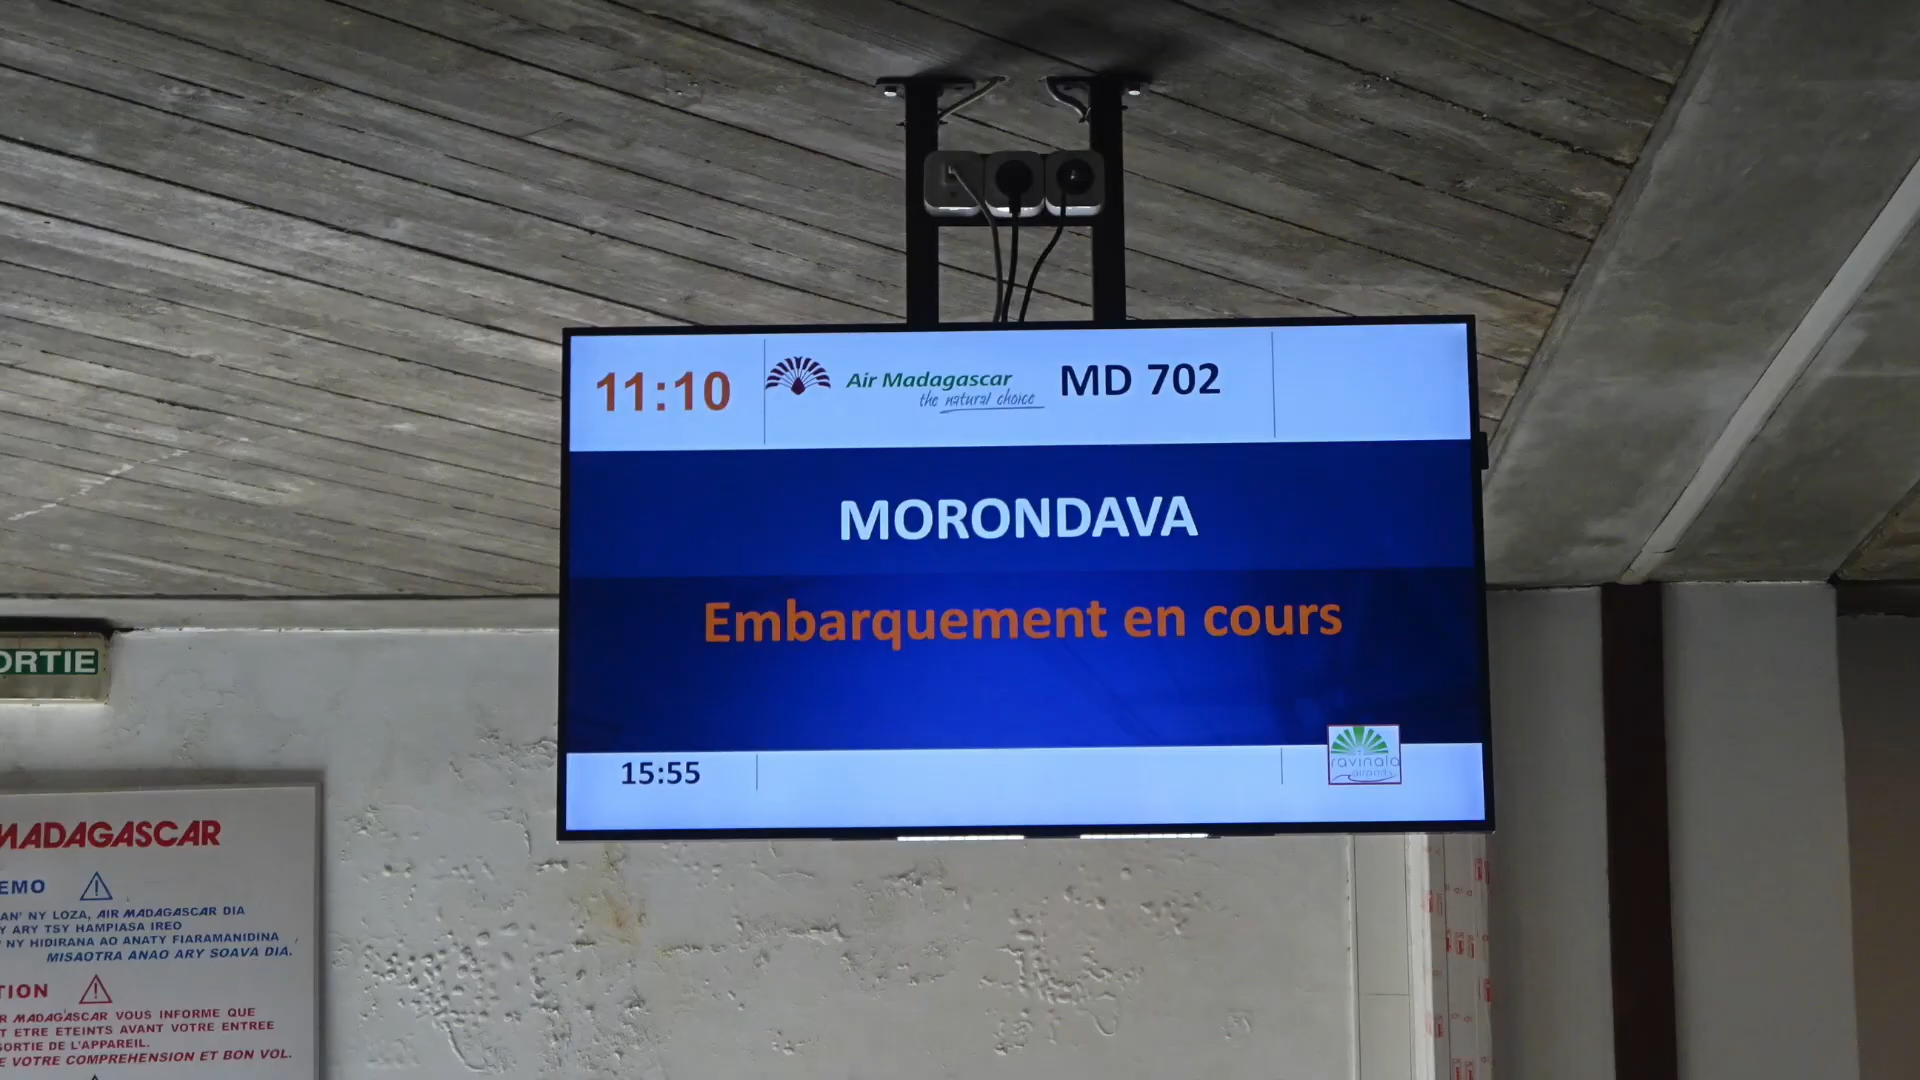 11:10
Air Madagascar
the natural choice
MD 702
MORONDAVA
Embarquement en cours
15:55
ravinala
ORTIE
MADAGASCAR
EMO
AN' NY LOZA, AIR MADAGASCAR DIA
Y ARY TSY HAMPIASA IREO
' NY HIDIRANA AO ANATY FIARAMANIDINA
MISAOTRA ANAO ARY SOAVA DIA.
TION
R MADAGASCAR VOUS INFORME QUE
T ETRE ETEINTS AVANT VOTRE ENTREE
SORTIE DE L'APPAREIL.
E VOTRE COMPREHENSION ET BON VOL.